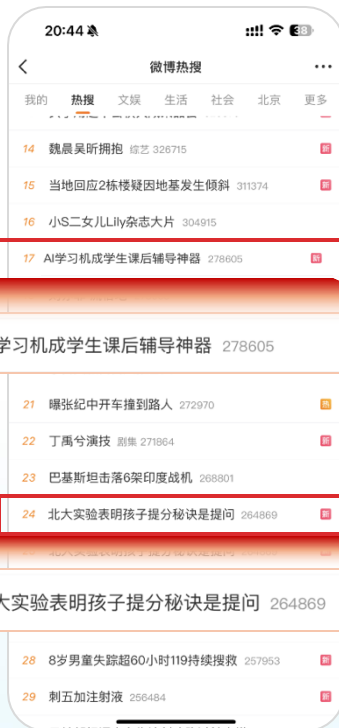 20:44
38
微博热搜
我的 热搜 文娱 生活 社会 北京 更多
14 魏晨吴昕拥抱 综艺 326715 新
15 当地回应2栋楼疑因地基发生倾斜 311374 新
16 小S二女儿Lily杂志大片 304915
17 AI学习机成学生课后辅导神器 278605 新
学习机成学生课后辅导神器 278605
21 曝张纪中开车撞到路人 272970 热
22 丁禹兮演技 剧集 271864 新
23 巴基斯坦击落6架印度战机 268801
24 北大实验表明孩子提分秘诀是提问 264869 新
大实验表明孩子提分秘诀是提问 264869
28 8岁男童失踪超60小时119持续搜救 257953 新
29 刺五加注射液 256484 新